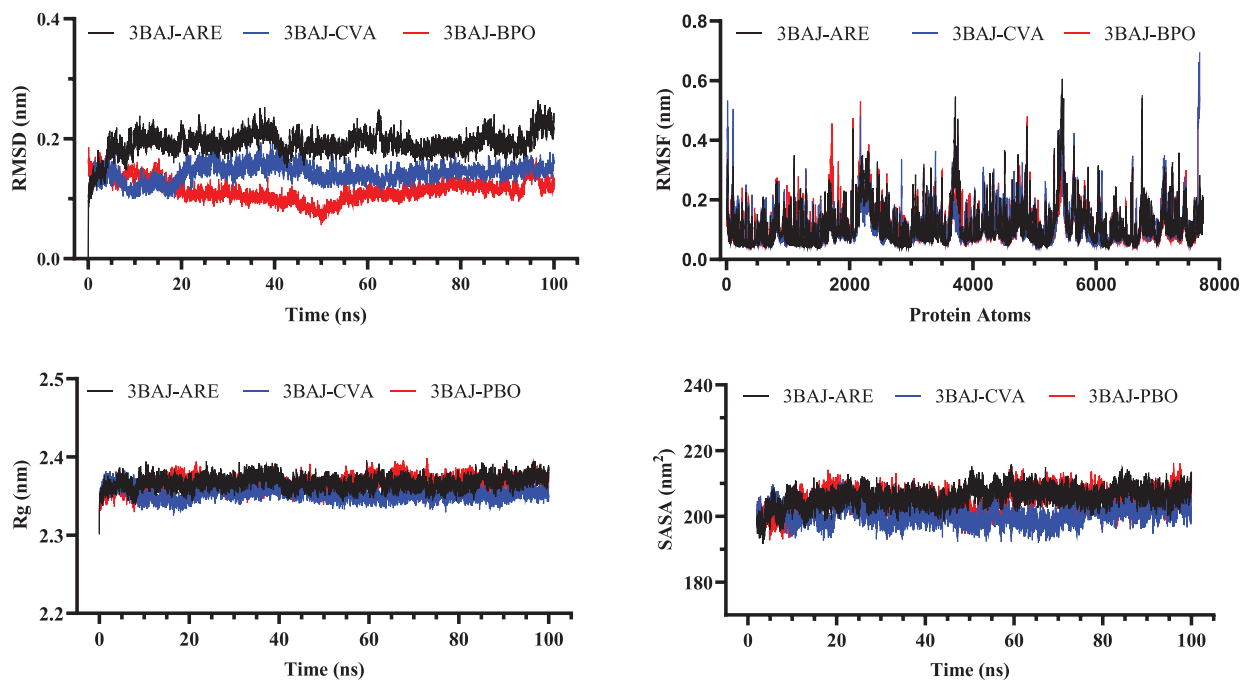 3BAJ-ARE 3BAJ-CVA 3BAJ-BPO
RMSD (nm)
0.4
0.2
0.0
0 20 40 60 80 100
Time (ns)
3BAJ-ARE 3BAJ-CVA 3BAJ-BPO
RMSF (nm)
0.8
0.6
0.4
0.2
0.0
0 2000 4000 6000 8000
Protein Atoms
3BAJ-ARE 3BAJ-CVA 3BAJ-PBO
Rg (nm)
2.5
2.4
2.3
2.2
0 20 40 60 80 100
Time (ns)
3BAJ-ARE 3BAJ-CVA 3BAJ-PBO
SASA (nm²)
240
220
200
180
0 20 40 60 80 100
Time (ns)